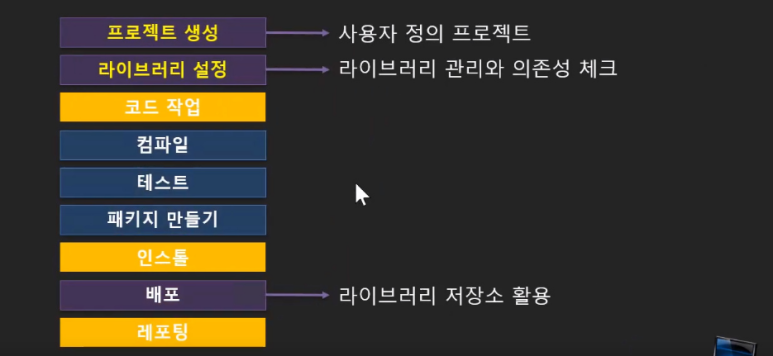 프로젝트 생성 사용자 정의 프로젝트
라이브러리 설정 라이브러리 관리와 의존성 체크
코드 작업
컴파일
테스트
패키지 만들기
인스톨
배포 라이브러리 저장소 활용
레포팅